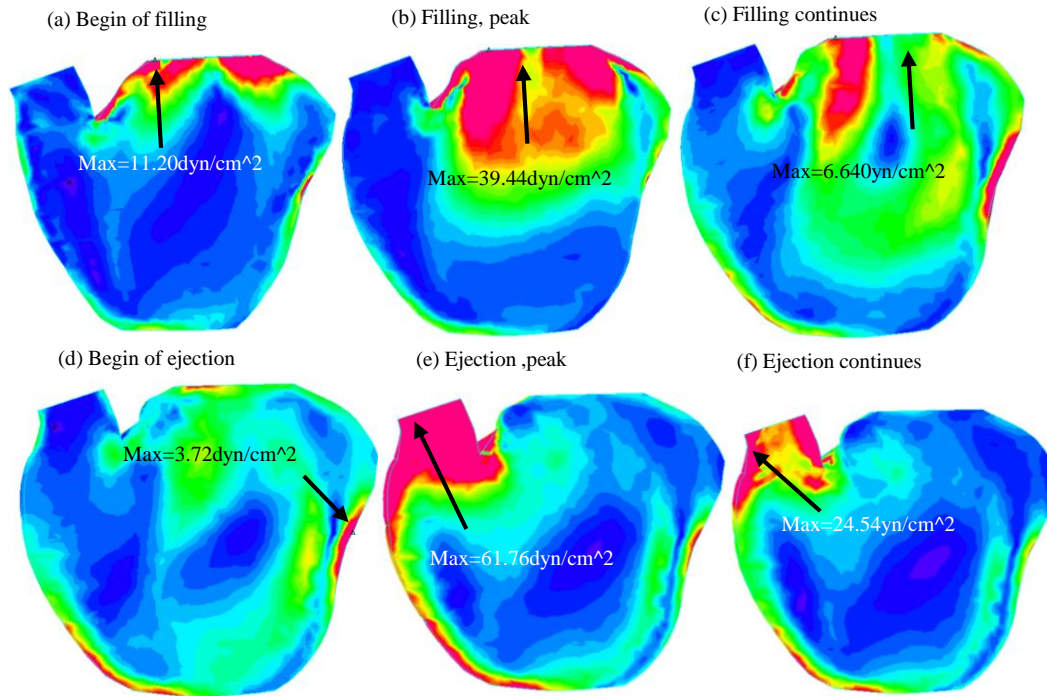 (a) Begin of filling
(b) Filling, peak
(c) Filling continues
Max=11.20dyn/cm^2
Max=39.44dyn/cm^2
Max=6.640yn/cm^2
(d) Begin of ejection
(e) Ejection ,peak
(f) Ejection continues
Max=3.72dyn/cm^2
Max=61.76dyn/cm^2
Max=24.54yn/cm^2